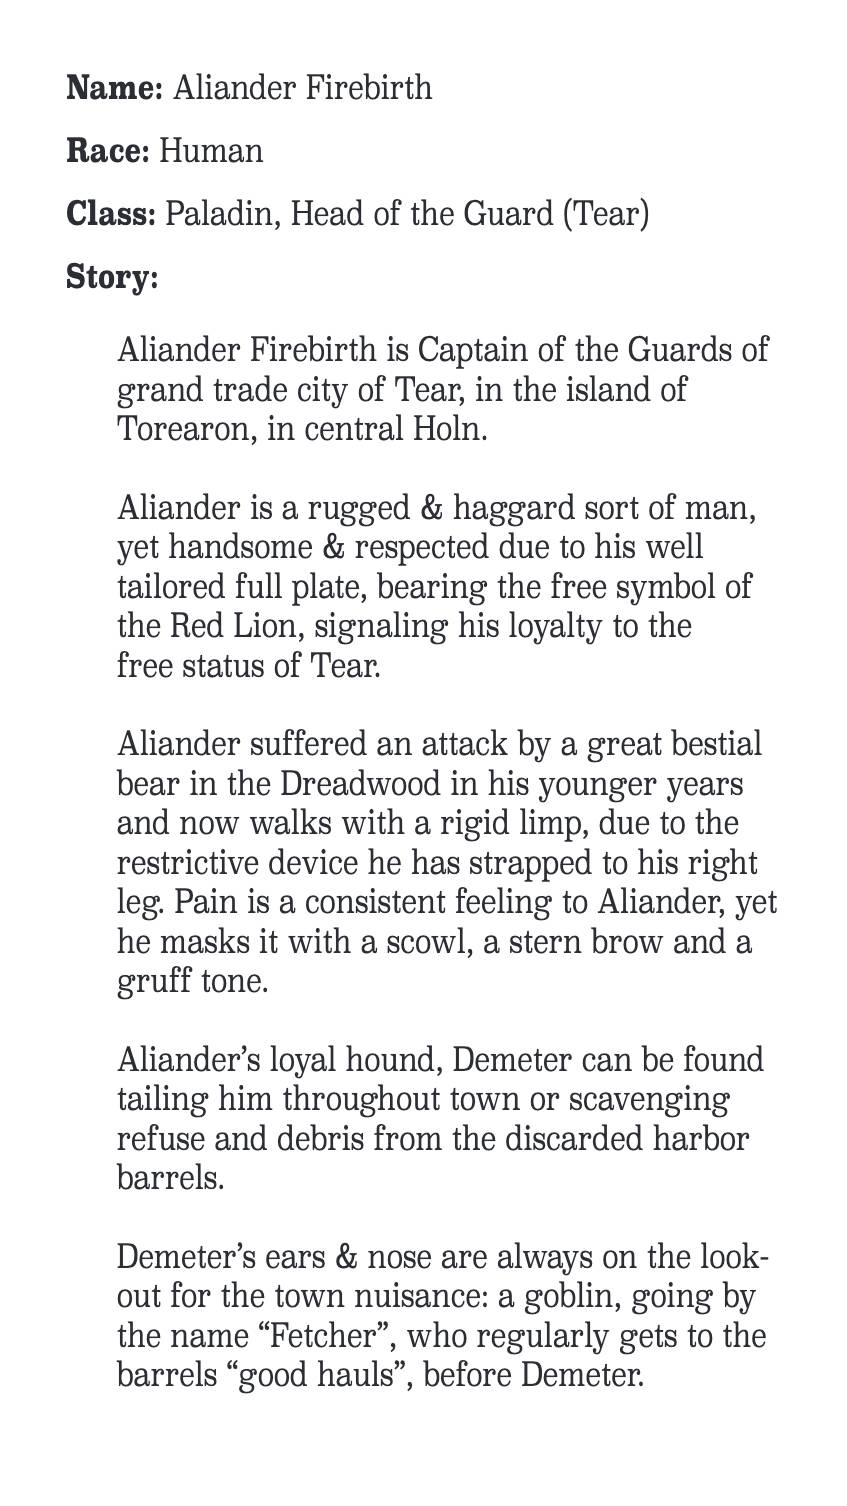 Name: Aliander Firebirth
Race: Human
Class: Paladin, Head of the Guard (Tear)
Story:
Aliander Firebirth is Captain of the Guards of
grand trade city of Tear, in the island of
Torearon, in central Holn.
Aliander is a rugged & haggard sort of man,
yet handsome & respected due to his well
tailored full plate, bearing the free symbol of
the Red Lion, signaling his loyalty to the
free status of Tear.
Aliander suffered an attack by a great bestial
bear in the Dreadwood in his younger years
and now walks with a rigid limp, due to the
restrictive device he has strapped to his right
leg. Pain is a consistent feeling to Aliander, yet
he masks it with a scowl, a stern brow and a
gruff tone.
Aliander’s loyal hound, Demeter can be found
tailing him throughout town or scavenging
refuse and debris from the discarded harbor
barrels.
Demeter’s ears & nose are always on the look-
out for the town nuisance: a goblin, going by
the name “Fetcher”, who regularly gets to the
barrels “good hauls”, before Demeter.